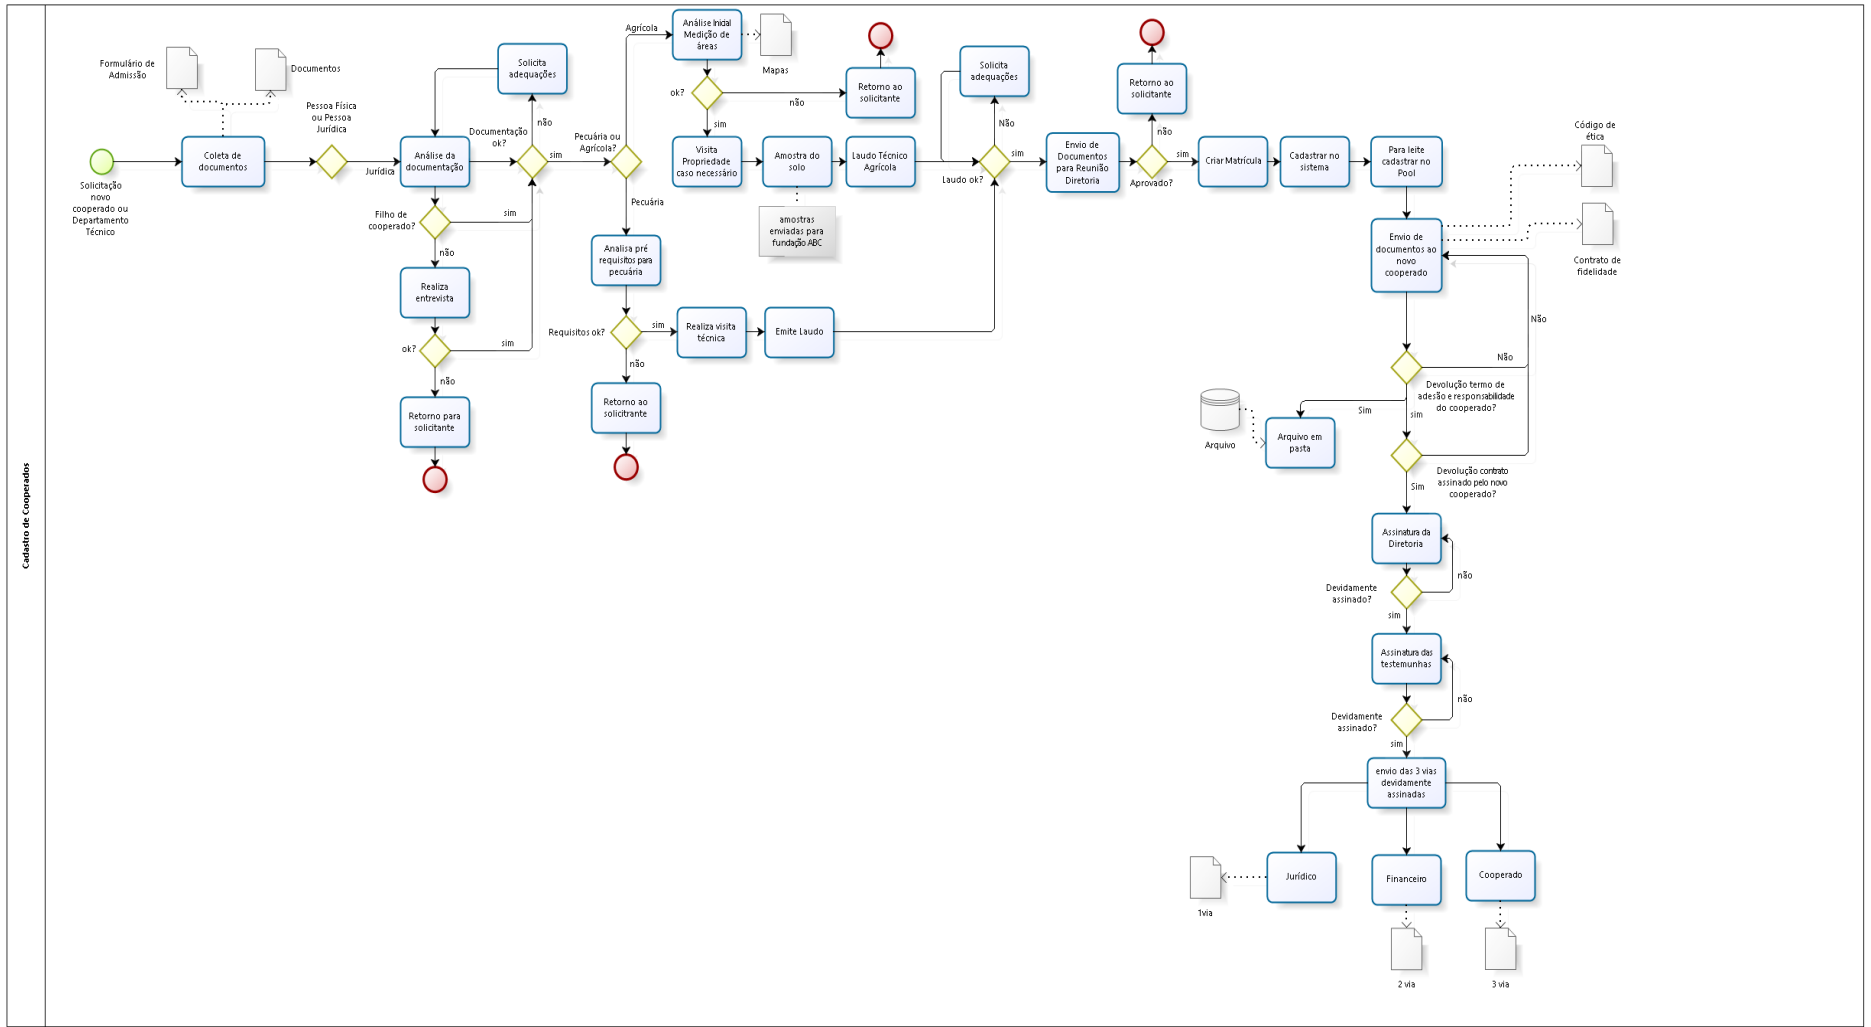 Cadastro de Cooperados
Solicitação
novo
cooperado ou
Departamento
Técnico
Formulário de
Admissão
Documentos
Coleta de
documentos
Pessoa Física
ou Pessoa
Jurídica
Jurídica
Análise da
documentação
Solicita
adequações
Documentação
ok?
não
sim
Filho de
cooperado?
sim
não
Realiza
entrevista
ok?
sim
não
Retorno para
solicitante
Pecuária ou
Agrícola?
Agrícola
Pecuária
Análise Inicial
Medição de
áreas
Mapas
ok?
não
sim
Retorno ao
solicitante
Visita
Propriedade
caso necessário
Amostra do
solo
Laudo Técnico
Agrícola
amostras
enviadas para
fundação ABC
Analisa pré
requisitos para
pecuária
Requisitos ok?
sim
não
Realiza visita
técnica
Emite Laudo
Retorno ao
solicitrante
Solicita
adequações
Não
Laudo ok?
sim
Envio de
Documentos
para Reunião
Diretoria
Retorno ao
solicitante
não
Aprovado?
sim
Criar Matrícula
Cadastrar no
sistema
Para leite
cadastrar no
Pool
Código de
ética
Contrato de
fidelidade
Envio de
documentos ao
novo
cooperado
Não
Não
Devolução termo de
adesão e responsabilidade
do cooperado?
Sim
sim
Arquivo
Arquivo em
pasta
Devolução contrato
assinado pelo novo
cooperado?
Sim
Assinatura da
Diretoria
não
Devidamente
assinado?
sim
Assinatura das
testemunhas
não
Devidamente
assinado?
sim
envio das 3 vias
devidamente
assinadas
Jurídico
Financeiro
Cooperado
1via
2 via
3 via